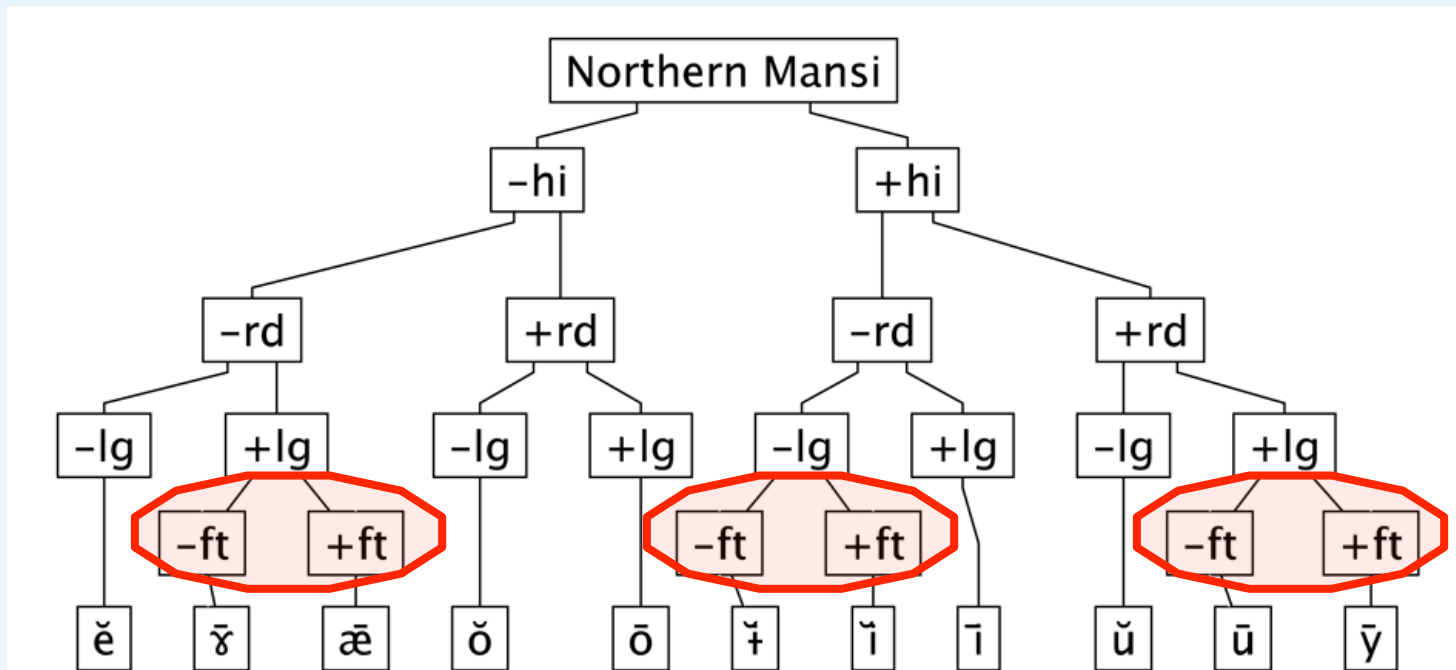 Northern Mansi
–hi +hi
–rd +rd –rd +rd
–lg +lg –lg +lg –lg +lg –lg +lg
–ft +ft –ft +ft –ft +ft
ĕ ɤ̄ ǣ ŏ ō ɨ̆ ĭ ī ŭ ū ȳ